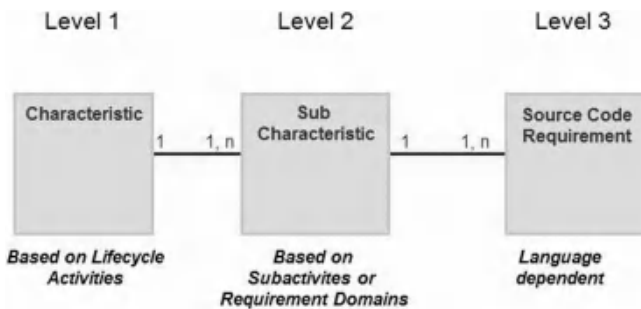 Level 1
Level 2
Level 3
Characteristic
Sub
Characteristic
Source Code
Requirement
1
1, n
1
1, n
Based on Lifecycle
Activities
Based on
Subactivites or
Requirement Domains
Language
dependent